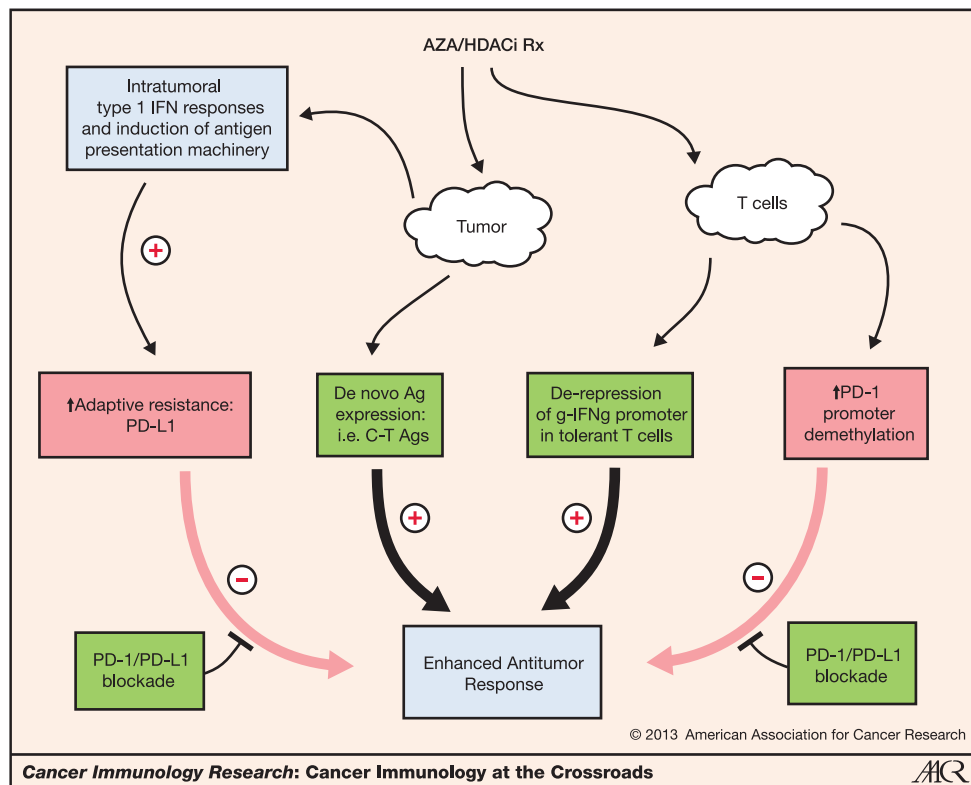 AZA/HDACi Rx
Intratumoral
type 1 IFN responses
and induction of antigen
presentation machinery
Tumor
T cells
+
↑Adaptive resistance:
PD-L1
De novo Ag
expression:
i.e. C-T Ags
De-repression
of g-IFNg promoter
in tolerant T cells
↑PD-1
promoter
demethylation
+
+
−
−
PD-1/PD-L1
blockade
Enhanced Antitumor
Response
PD-1/PD-L1
blockade
© 2013 American Association for Cancer Research
Cancer Immunology Research: Cancer Immunology at the Crossroads
AACR